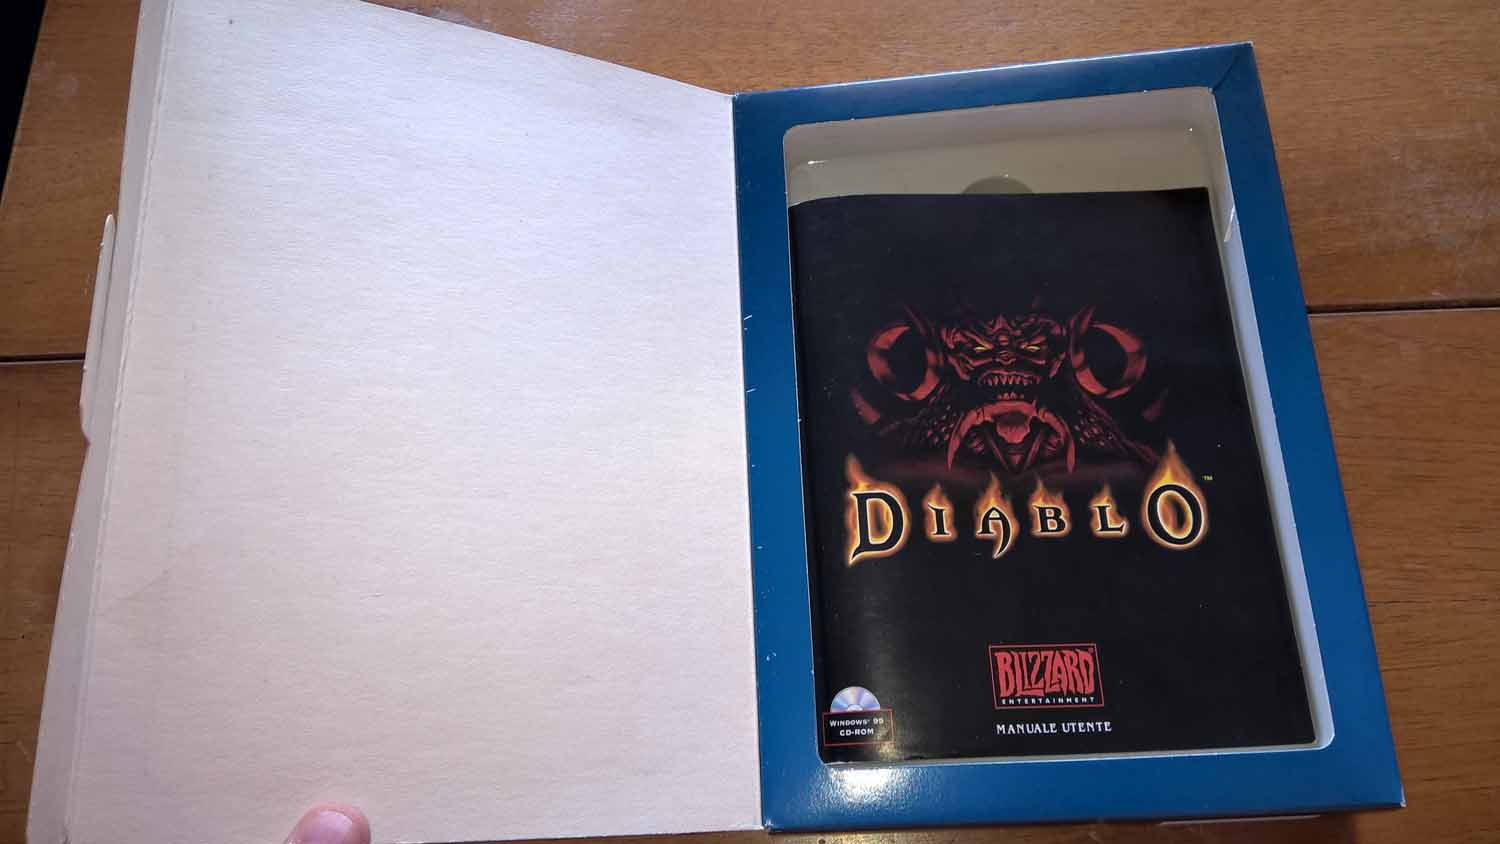 DIABLO™
BLIZZARD®
ENTERTAINMENT
WINDOWS® 95
CD-ROM
MANUALE UTENTE